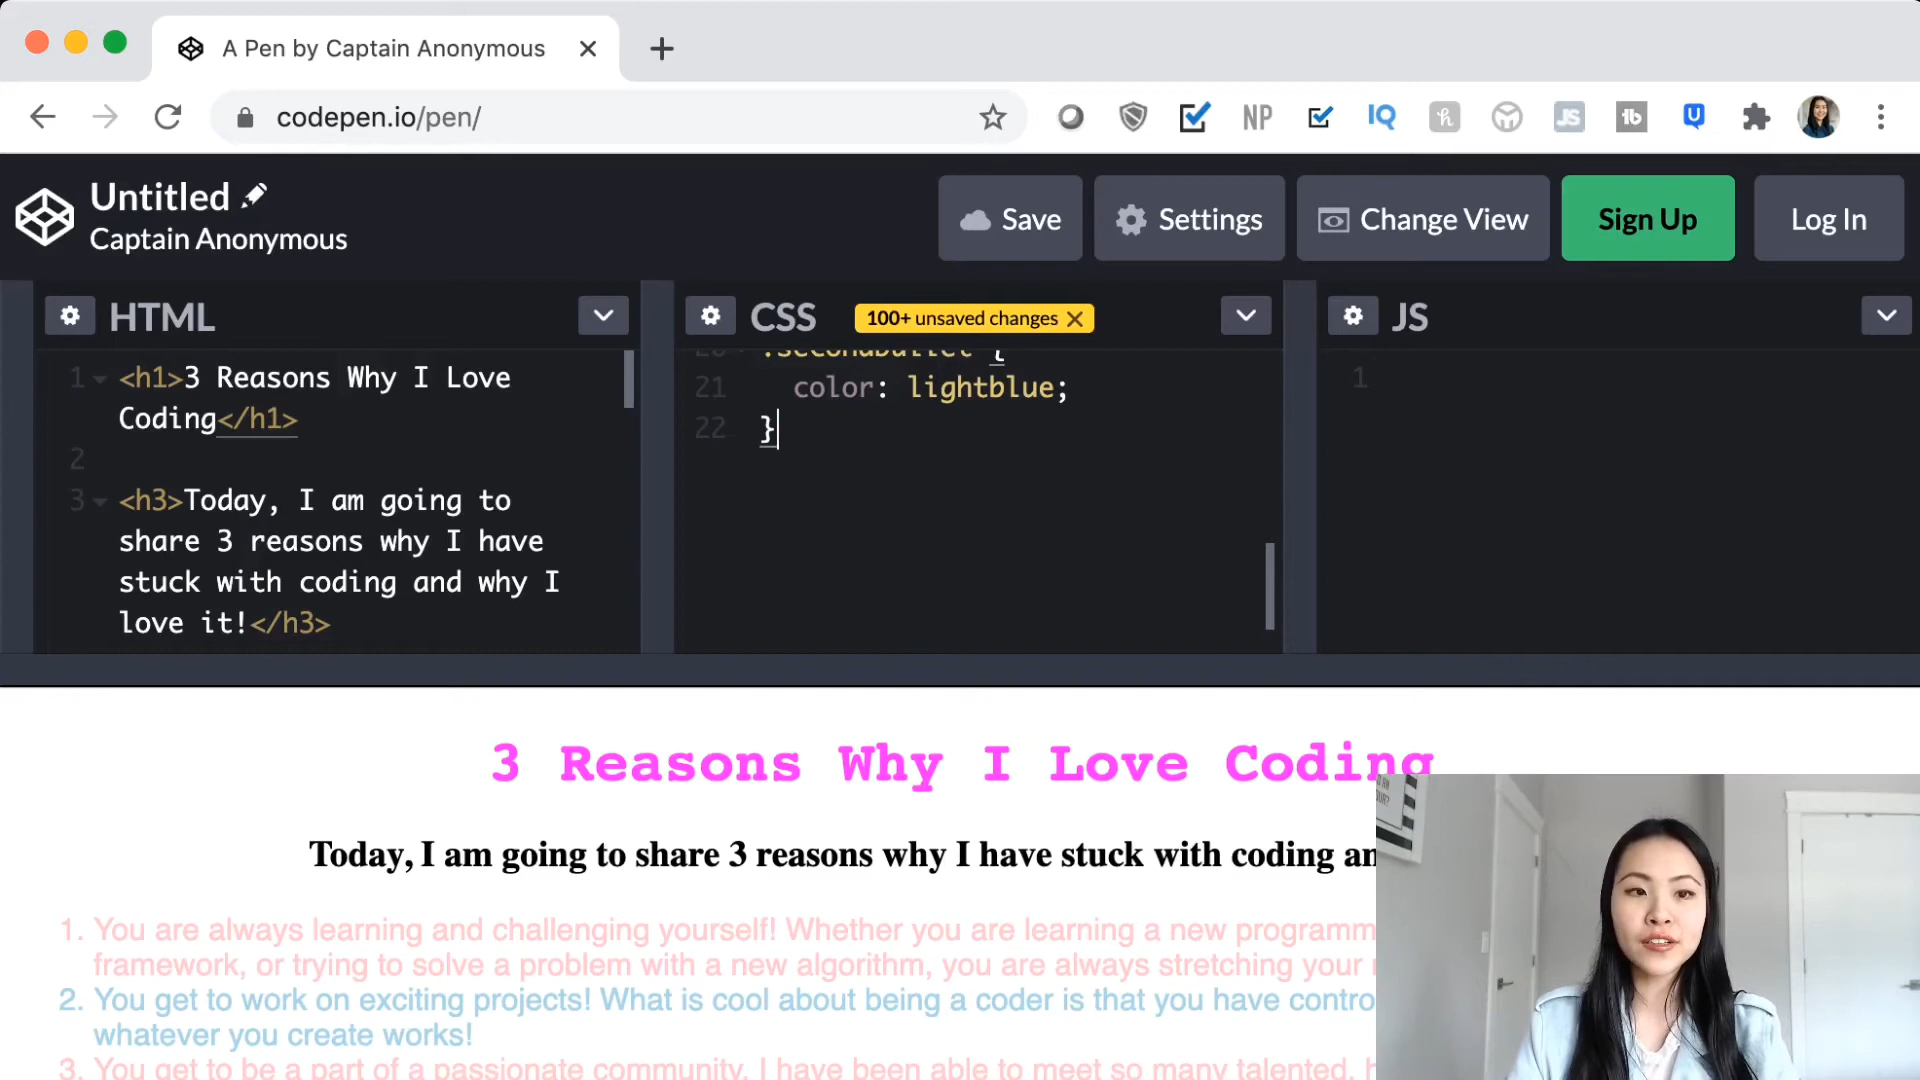 A Pen by Captain Anonymous
codepen.io/pen/
NP
IQ
h
JS
tb
U
Untitled
Captain Anonymous
Save
Settings
Change View
Sign Up
Log In
HTML
CSS
100+ unsaved changes
JS
1 <h1>3 Reasons Why I Love
Coding</h1>
2
3 <h3>Today, I am going to
share 3 reasons why I have
stuck with coding and why I
love it!</h3>
20 .secondbullet {
21 color: lightblue;
22 }
1
3 Reasons Why I Love Coding
Today, I am going to share 3 reasons why I have stuck with coding an
1. You are always learning and challenging yourself! Whether you are learning a new programm
framework, or trying to solve a problem with a new algorithm, you are always stretching your
2. You get to work on exciting projects! What is cool about being a coder is that you have contro
whatever you create works!
3. You get to be a part of a passionate community. I have been able to meet so many talented, h